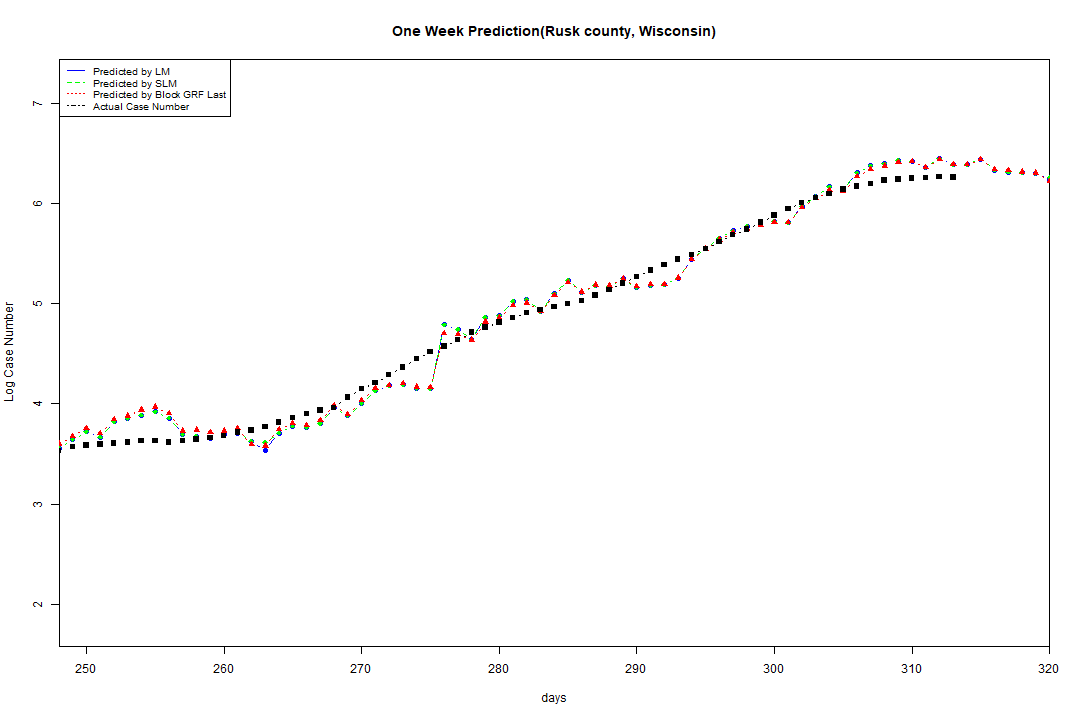 One Week Prediction(Rusk county, Wisconsin)
Predicted by LM
Predicted by SLM
Predicted by Block GRF Last
Actual Case Number
7
6
5
4
3
2
Log Case Number
250 260 270 280 290 300 310 320
days